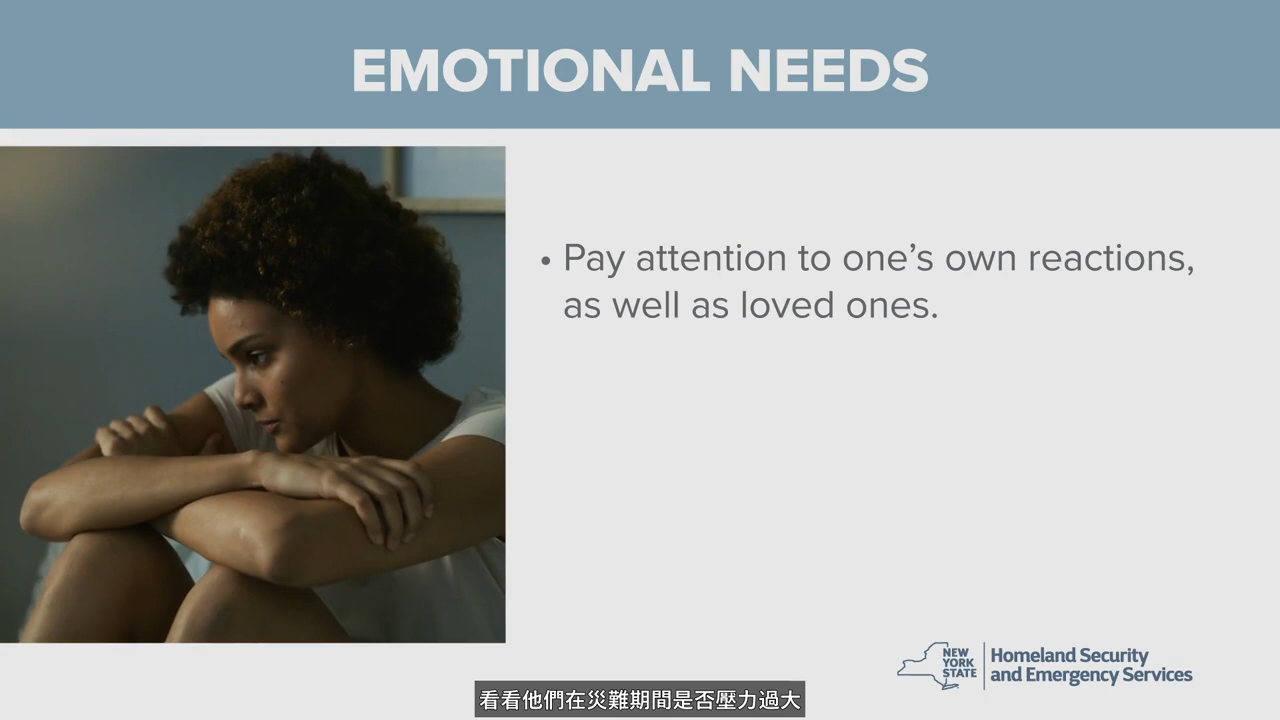 EMOTIONAL NEEDS
• Pay attention to one’s own reactions,
as well as loved ones.
NEW
YORK
STATE
Homeland Security
and Emergency Services
看看他們在災難期間是否壓力過大